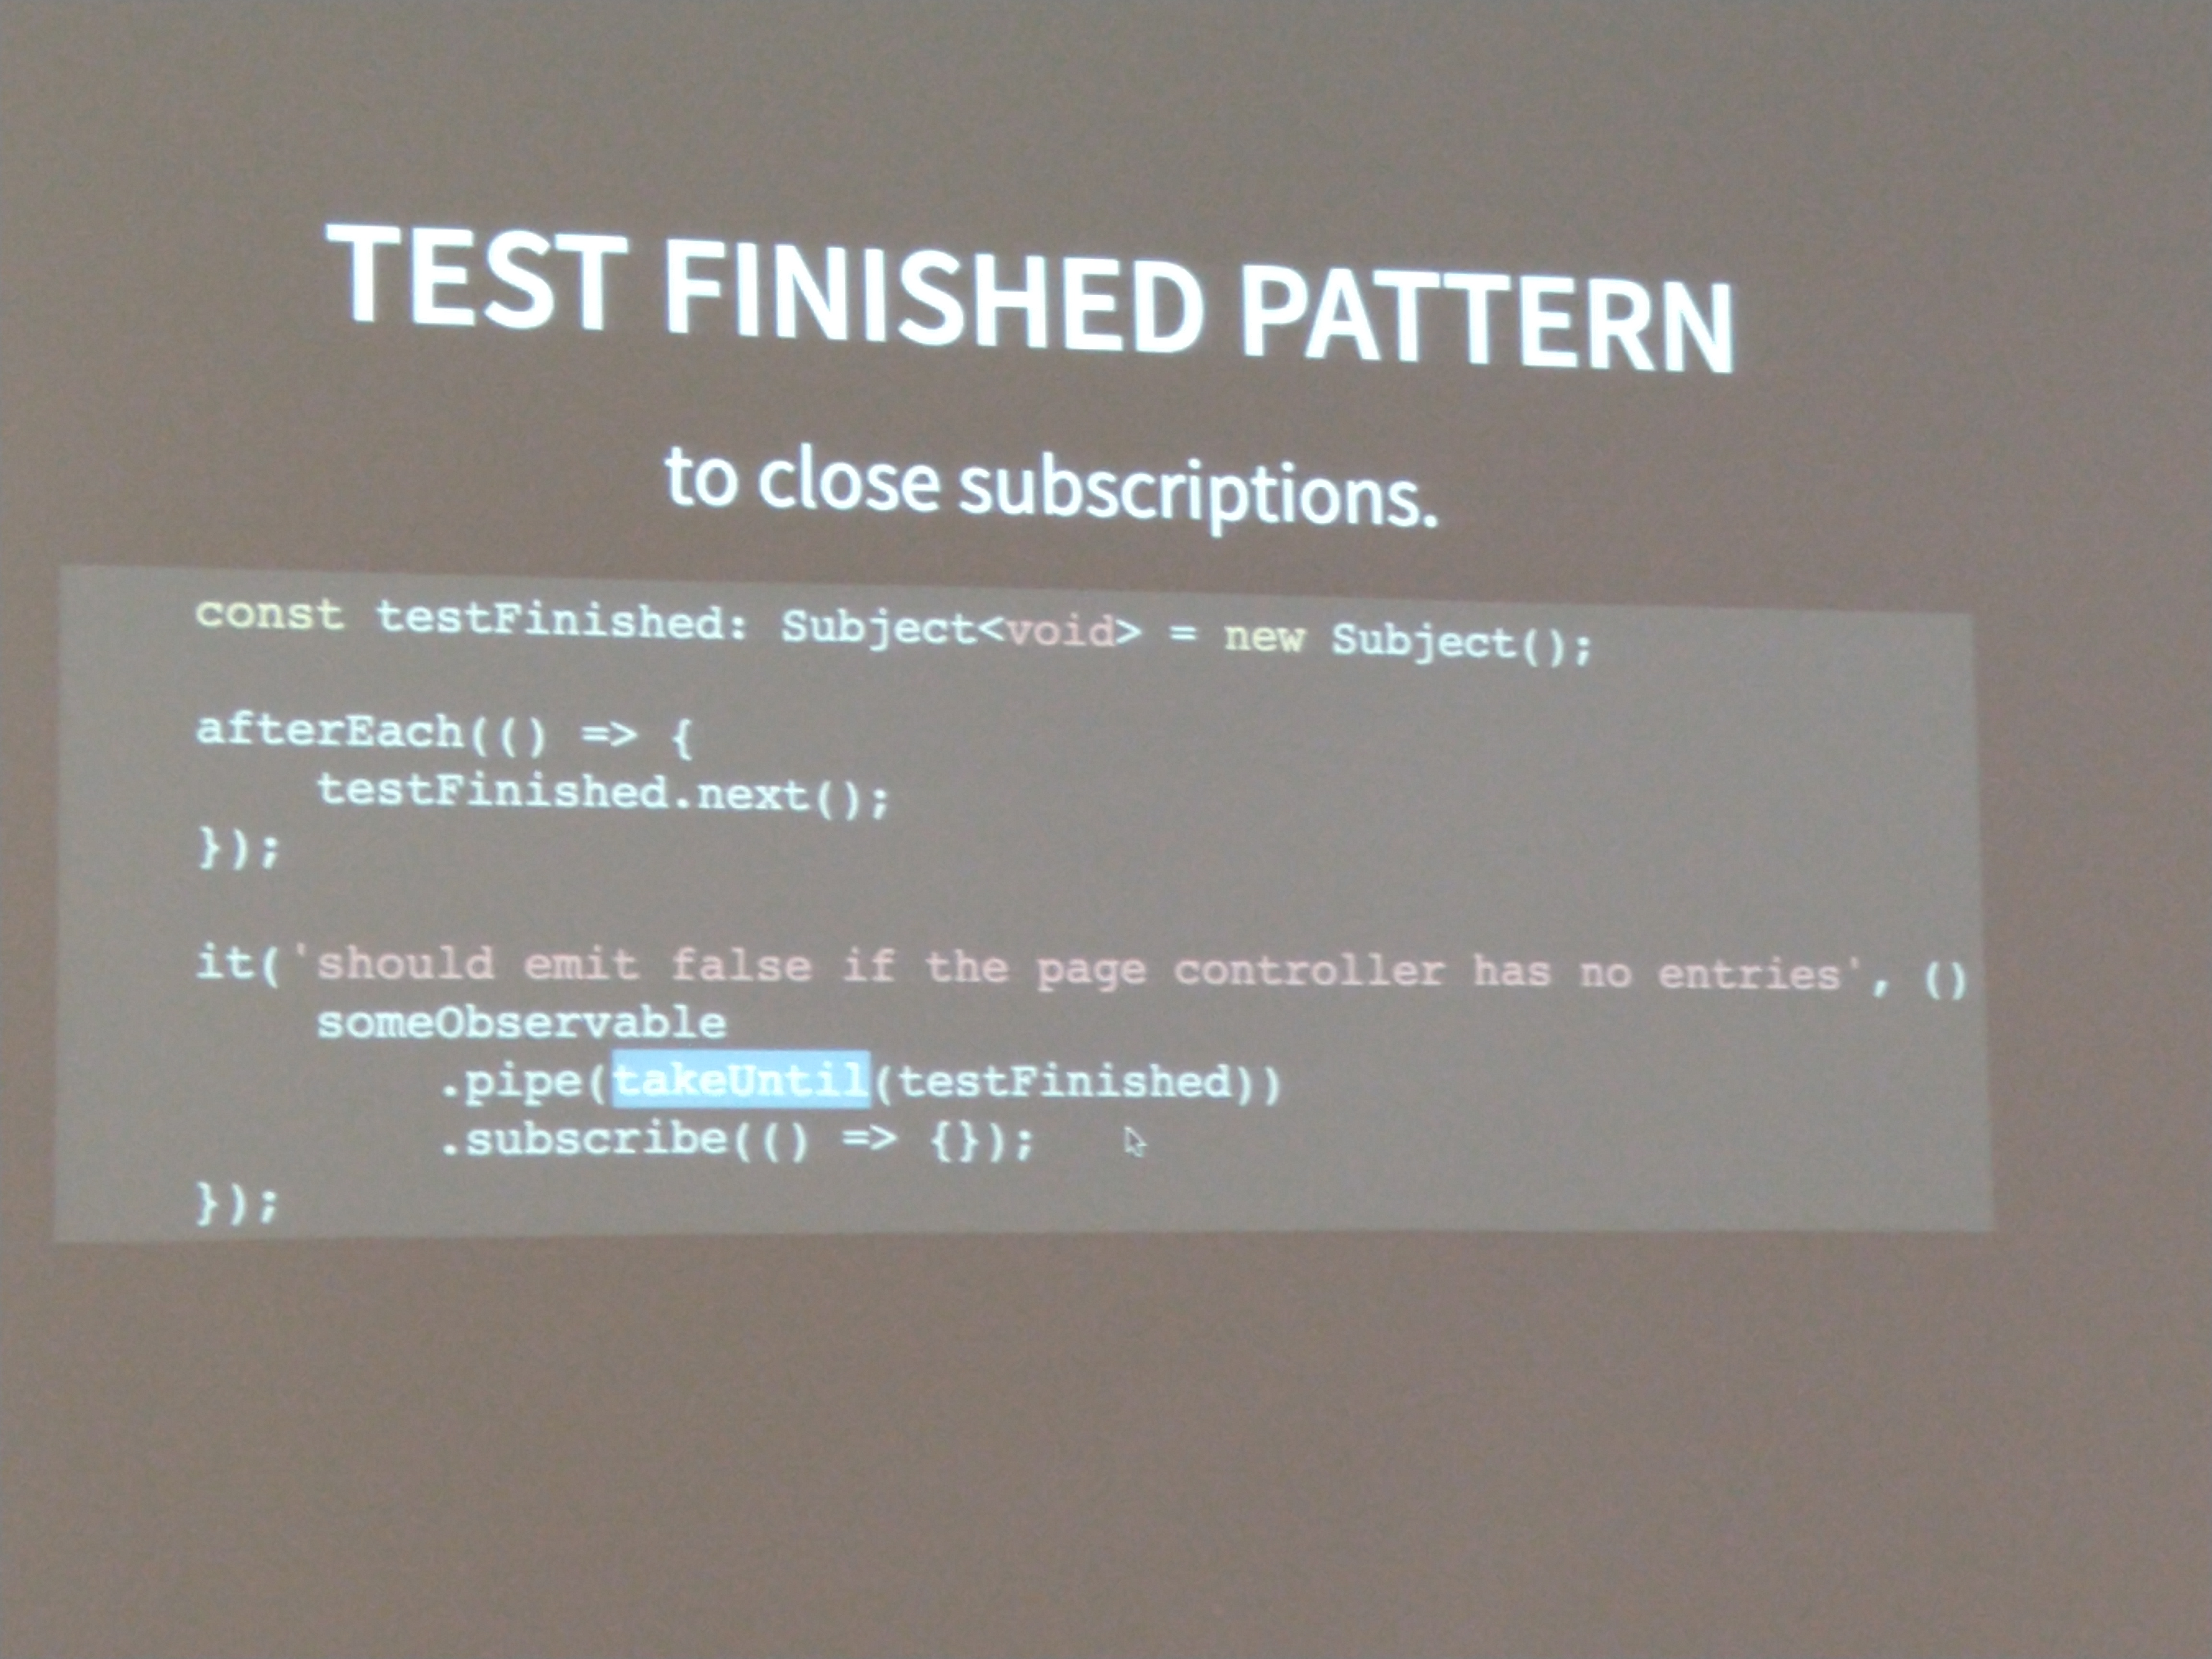 TEST FINISHED PATTERN
to close subscriptions.
const testFinished: Subject<void> = new Subject();
afterEach(() => {
testFinished.next();
});
it('should emit false if the page controller has no entries', ()
someObservable
.pipe(takeUntil(testFinished))
.subscribe(() => {});
});